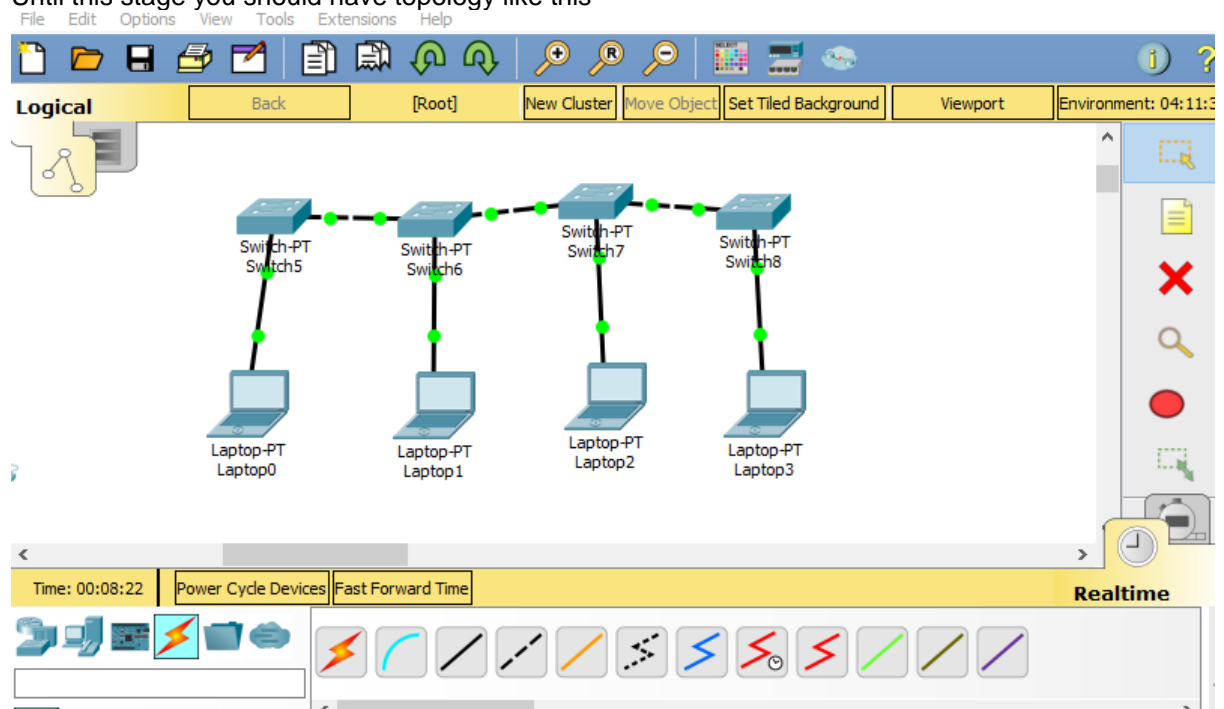 Until this stage you should have topology like this
File Edit Options View Tools Extensions Help
SELECT
Logical Back [Root] New Cluster Move Object Set Tiled Background Viewport Environment: 04:11:3
Switch-PT
Switch5
Switch-PT
Switch6
Switch-PT
Switch7
Switch-PT
Switch8
Laptop-PT
Laptop0
Laptop-PT
Laptop1
Laptop-PT
Laptop2
Laptop-PT
Laptop3
Time: 00:08:22 Power Cycle Devices Fast Forward Time Realtime